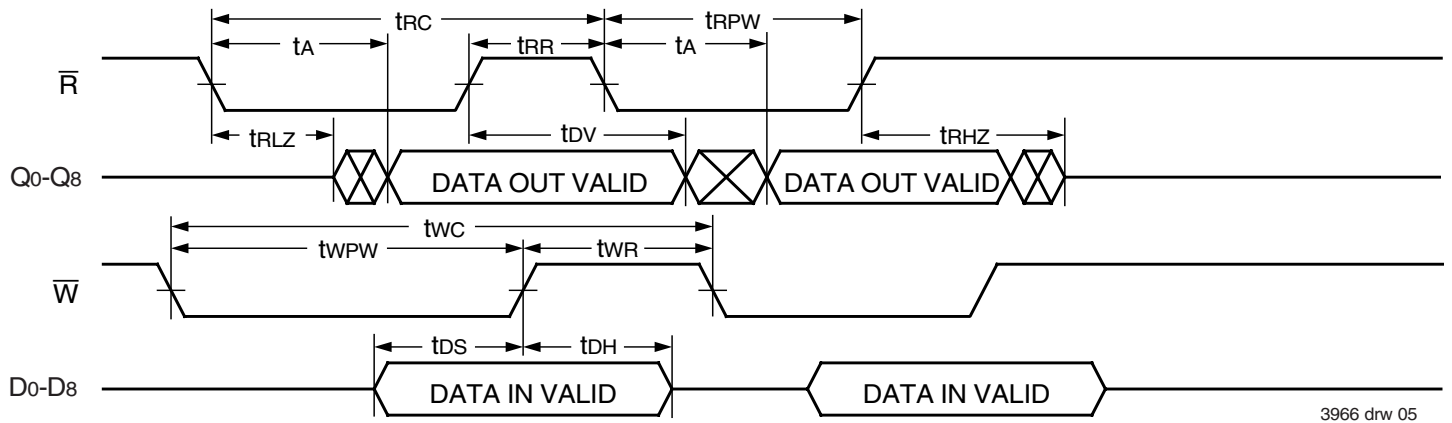 tRC
tRPW
tA
tRR
tA
R̅
tRLZ
tDV
tRHZ
Q0-Q8
DATA OUT VALID
DATA OUT VALID
tWC
tWPW
tWR
W̅
tDS
tDH
D0-D8
DATA IN VALID
DATA IN VALID
3966 drw 05